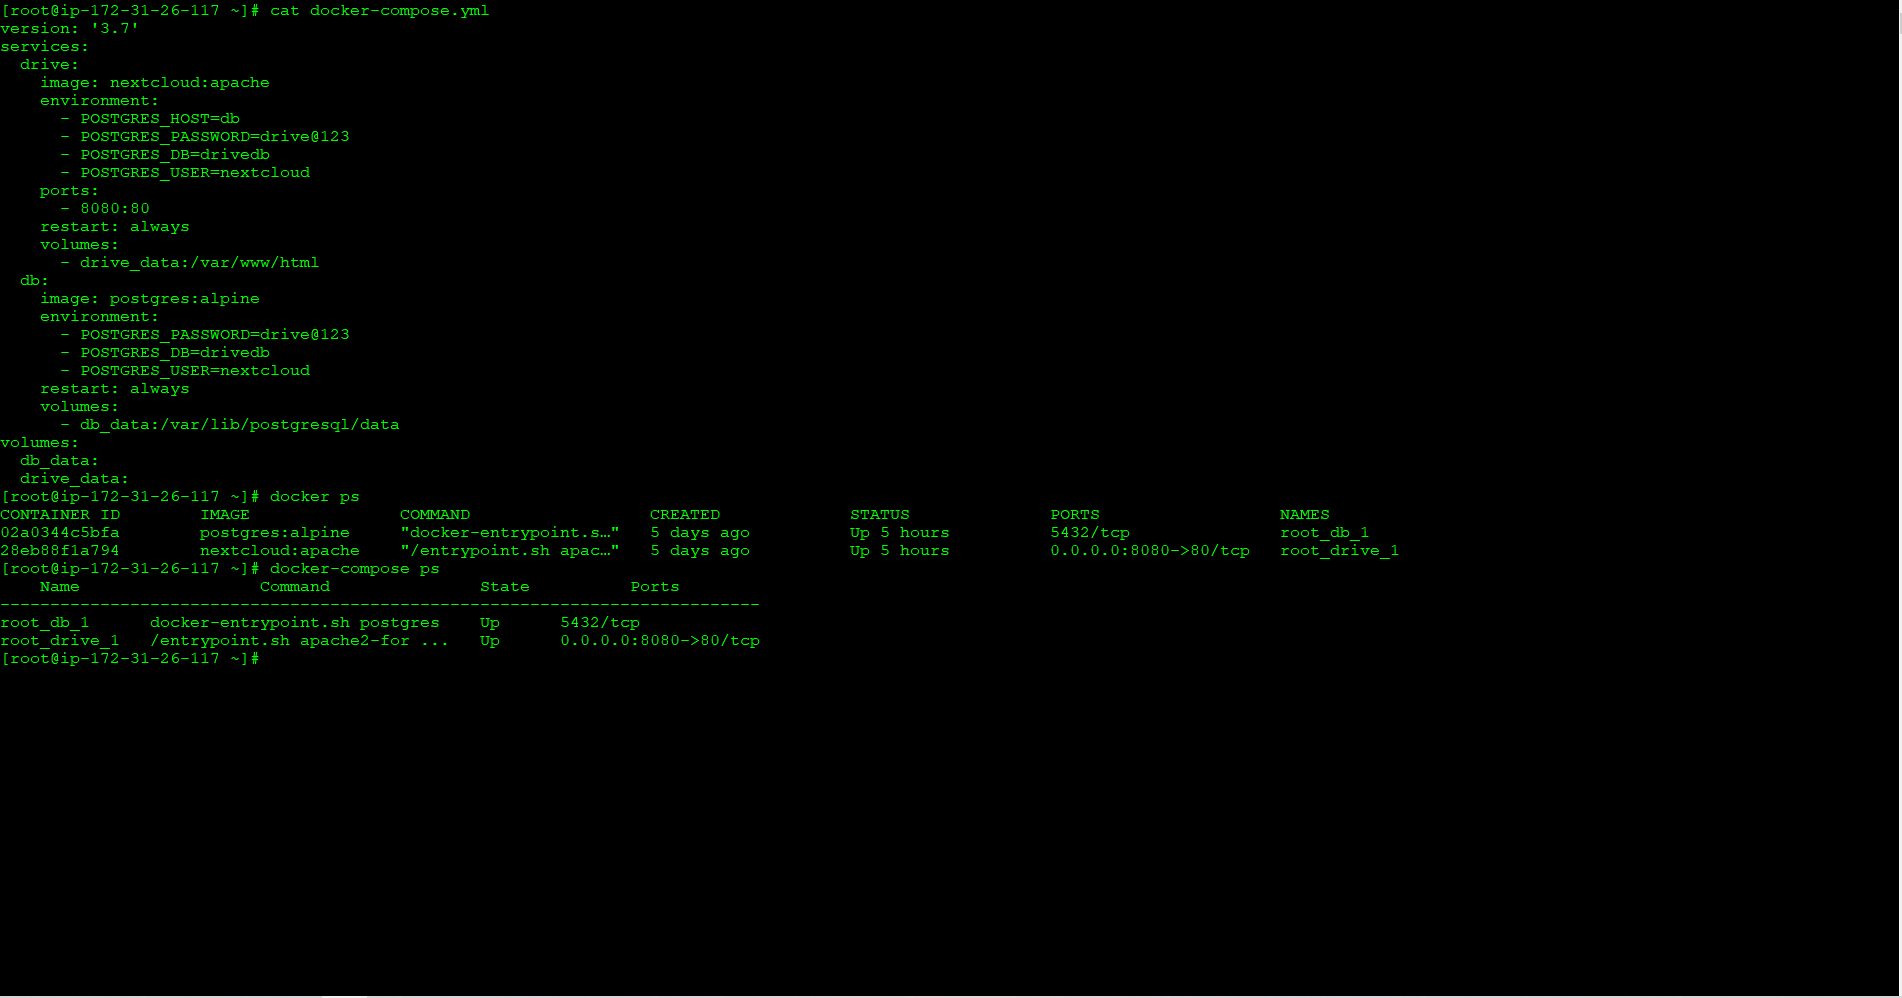 [root@ip-172-31-26-117 ~]# cat docker-compose.yml
version: '3.7'
services:
  drive:
    image: nextcloud:apache
    environment:
      - POSTGRES_HOST=db
      - POSTGRES_PASSWORD=drive@123
      - POSTGRES_DB=drivedb
      - POSTGRES_USER=nextcloud
    ports:
      - 8080:80
    restart: always
    volumes:
      - drive_data:/var/www/html
  db:
    image: postgres:alpine
    environment:
      - POSTGRES_PASSWORD=drive@123
      - POSTGRES_DB=drivedb
      - POSTGRES_USER=nextcloud
    restart: always
    volumes:
      - db_data:/var/lib/postgresql/data
volumes:
  db_data:
  drive_data:
[root@ip-172-31-26-117 ~]# docker ps
CONTAINER ID        IMAGE               COMMAND                  CREATED             STATUS              PORTS                  NAMES
02a0344c5bfa        postgres:alpine     "docker-entrypoint.s…"   5 days ago          Up 5 hours          5432/tcp               root_db_1
28eb88f1a794        nextcloud:apache    "/entrypoint.sh apac…"   5 days ago          Up 5 hours          0.0.0.0:8080->80/tcp   root_drive_1
[root@ip-172-31-26-117 ~]# docker-compose ps
    Name                  Command               State          Ports
----------------------------------------------------------------------------
root_db_1      docker-entrypoint.sh postgres    Up      5432/tcp
root_drive_1   /entrypoint.sh apache2-for ...   Up      0.0.0.0:8080->80/tcp
[root@ip-172-31-26-117 ~]#